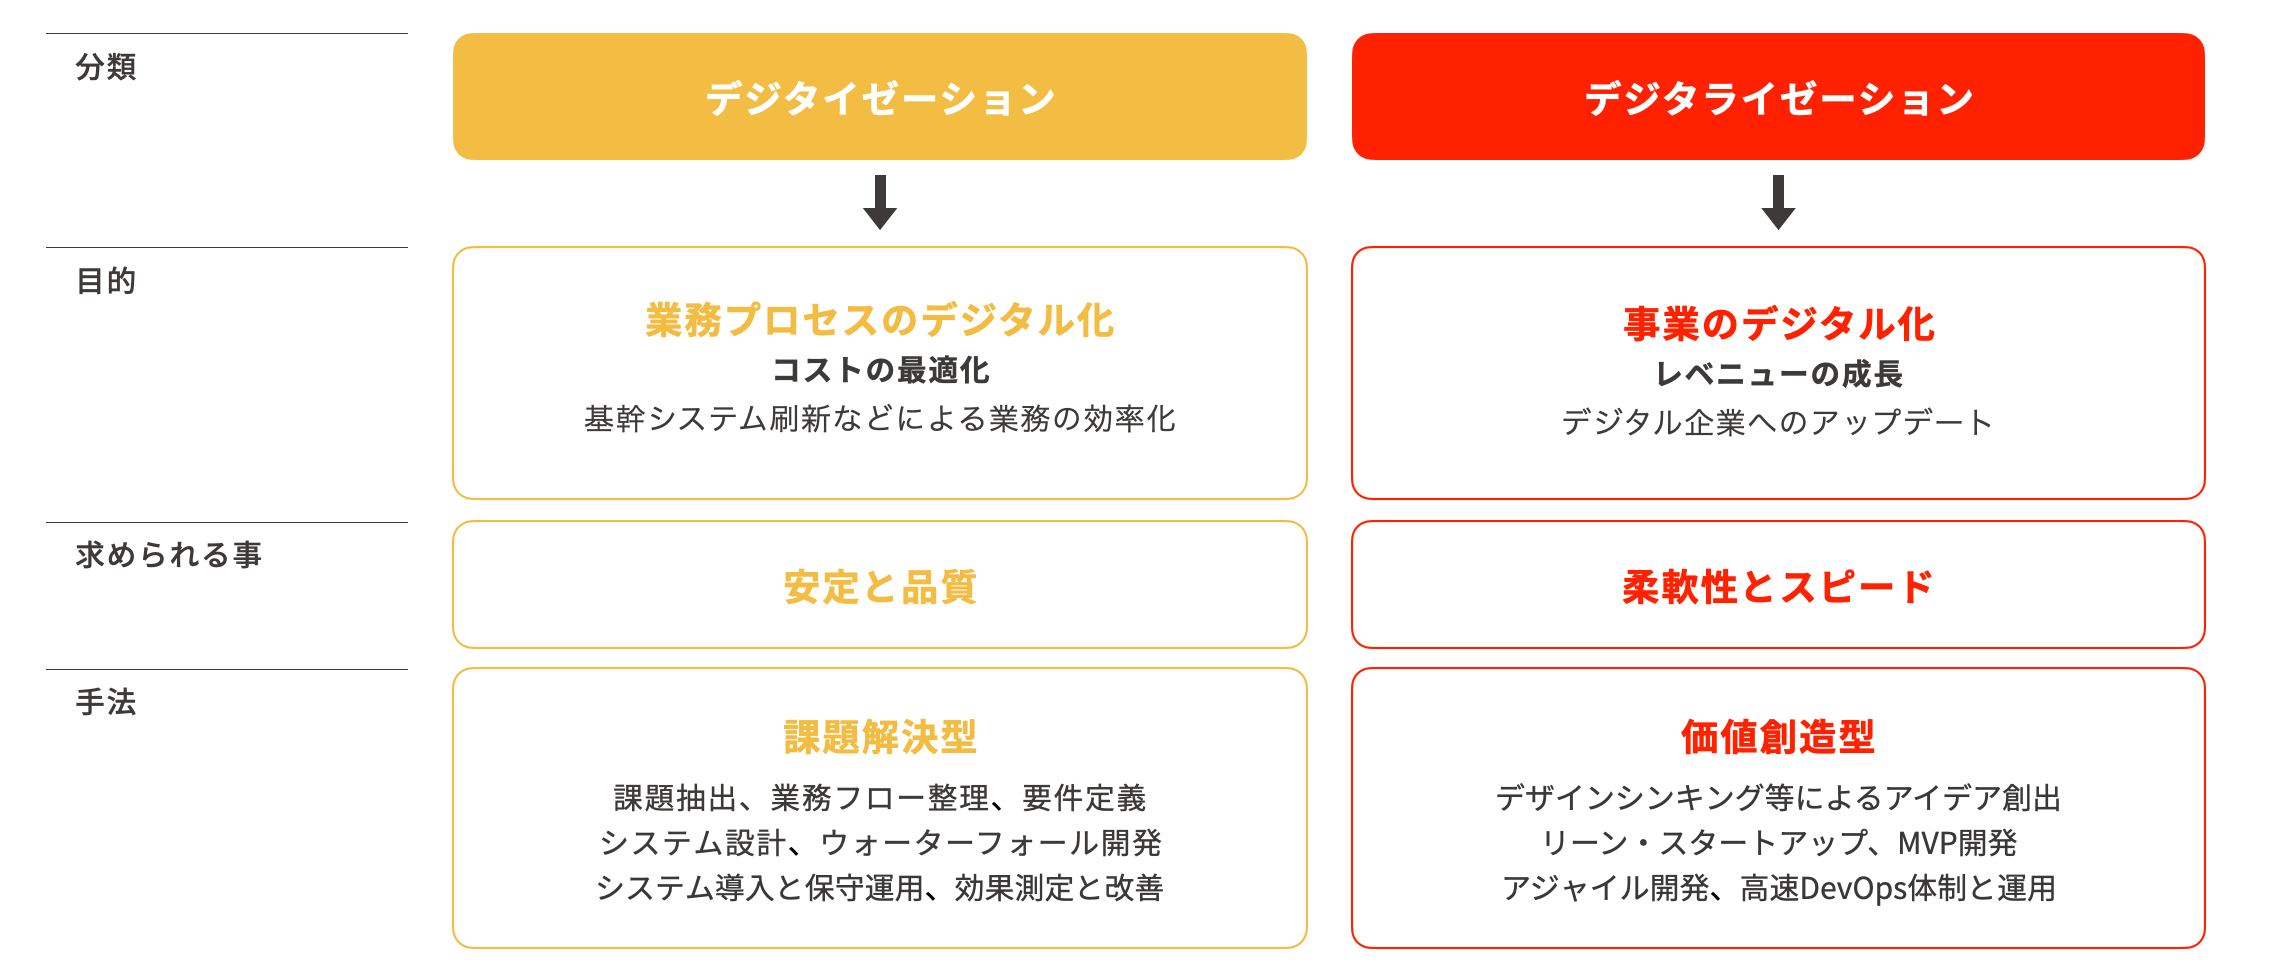 分類
デジタイゼーション
デジタライゼーション
目的
業務プロセスのデジタル化
コストの最適化
基幹システム刷新などによる業務の効率化
事業のデジタル化
レベニューの成長
デジタル企業へのアップデート
求められる事
安定と品質
柔軟性とスピード
手法
課題解決型
課題抽出、業務フロー整理、要件定義
システム設計、ウォーターフォール開発
システム導入と保守運用、効果測定と改善
価値創造型
デザインシンキング等によるアイデア創出
リーン・スタートアップ、MVP開発
アジャイル開発、高速DevOps体制と運用